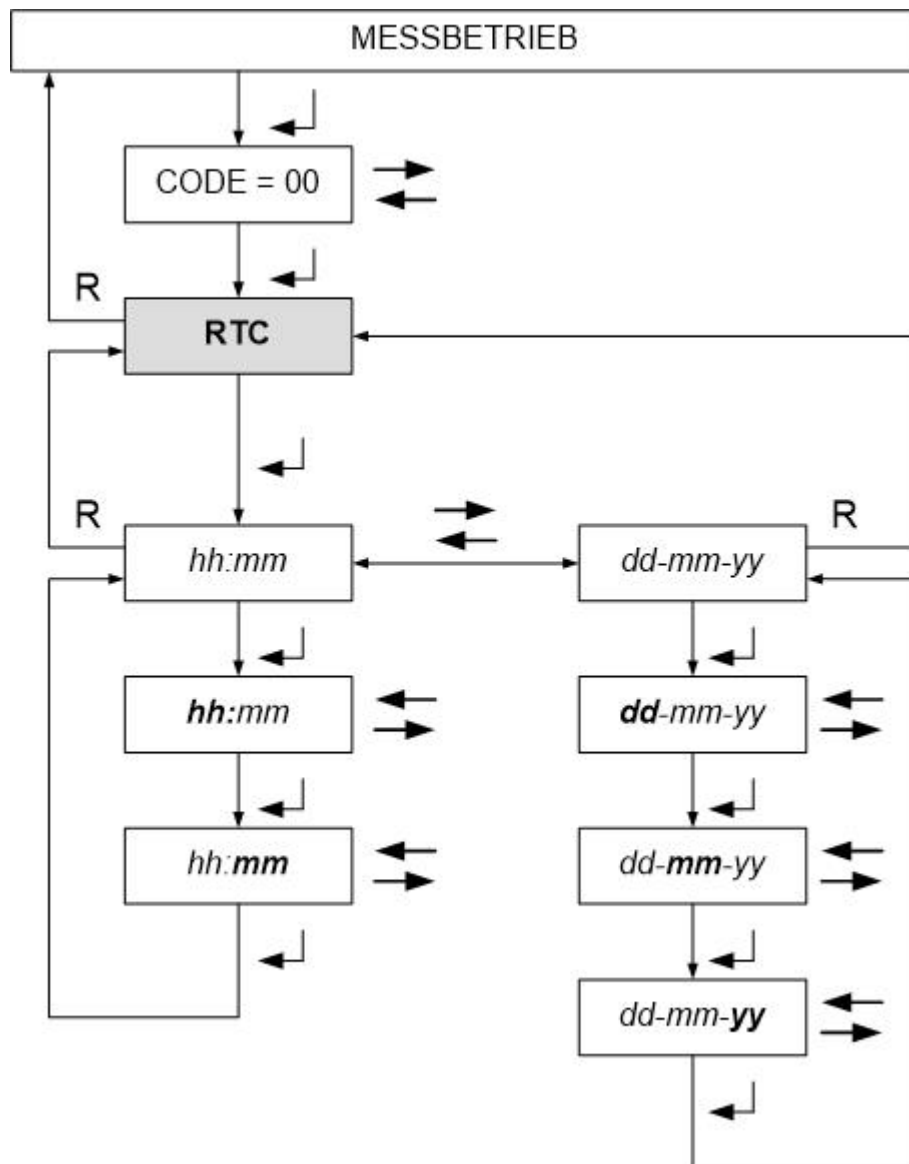 MESSBETRIEB
CODE = 00
R
RTC
R
R
hh:mm
dd-mm-yy
hh:mm
dd-mm-yy
hh:mm
dd-mm-yy
dd-mm-yy